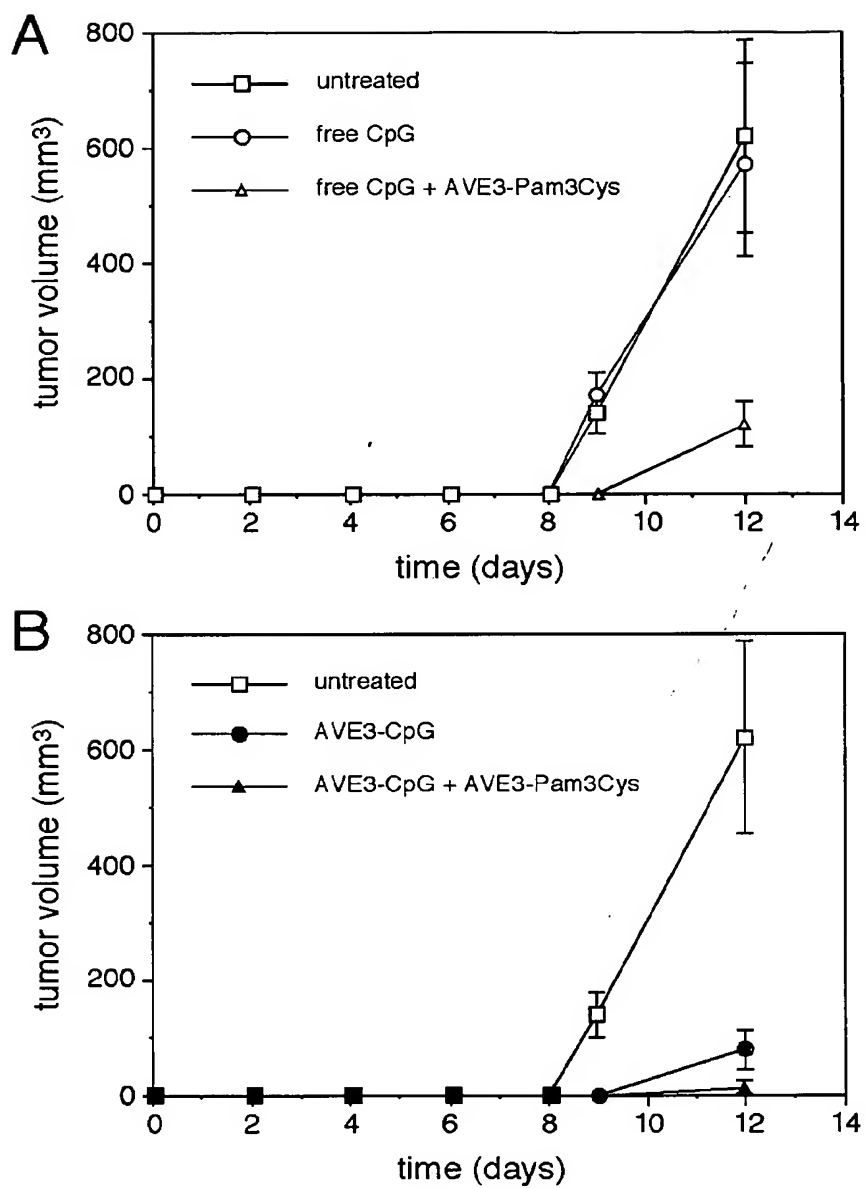 A
800
600
400
200
0
tumor volume (mm³)
untreated
free CpG
free CpG + AVE3-Pam3Cys
0 2 4 6 8 10 12 14
time (days)
B
800
600
400
200
0
tumor volume (mm³)
untreated
AVE3-CpG
AVE3-CpG + AVE3-Pam3Cys
0 2 4 6 8 10 12 14
time (days)